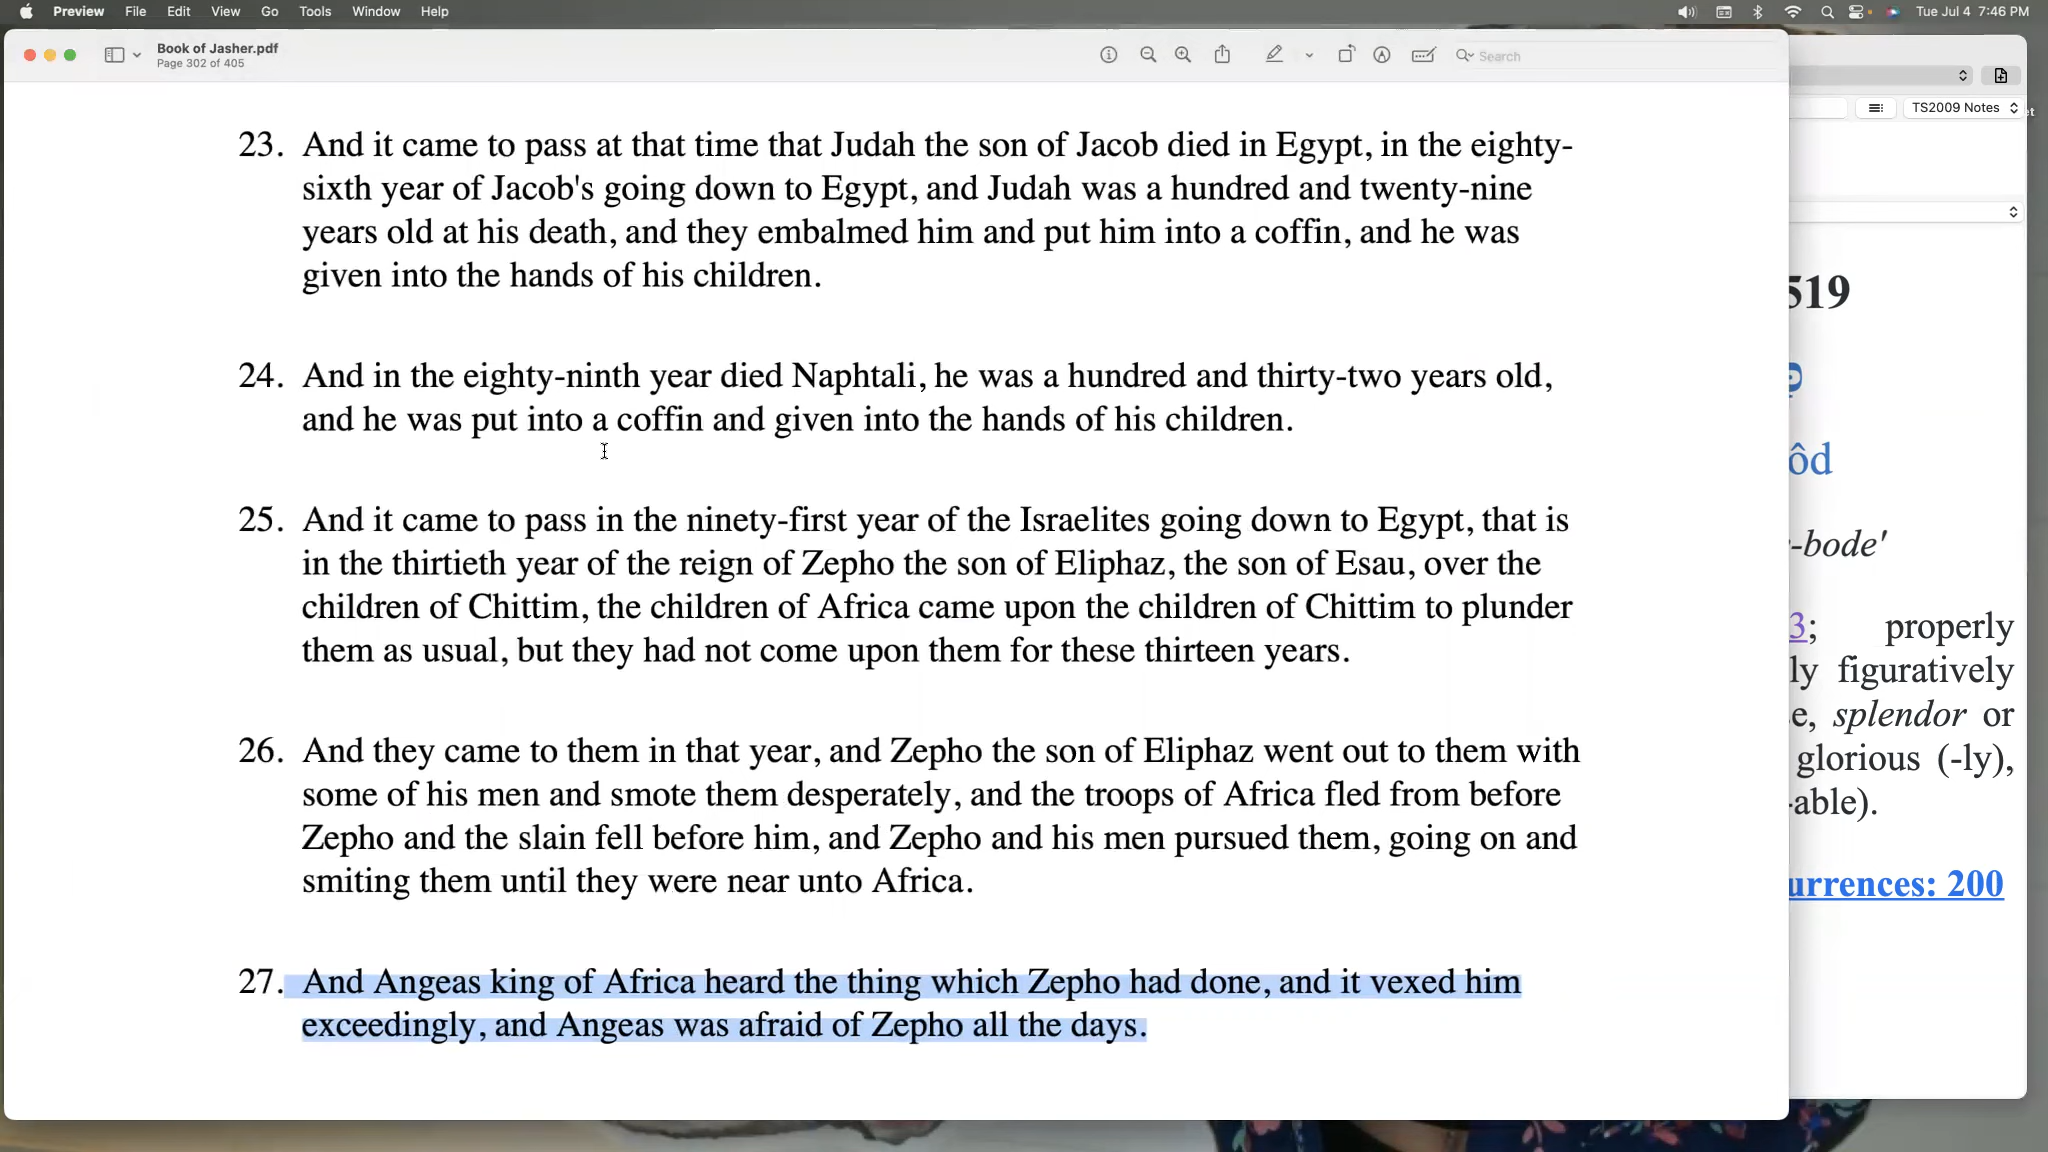 Preview File Edit View Go Tools Window Help
Tue Jul 4 7:46 PM
Book of Jasher.pdf
Page 302 of 405
Search
TS2009 Notes
23. And it came to pass at that time that Judah the son of Jacob died in Egypt, in the eighty-
sixth year of Jacob's going down to Egypt, and Judah was a hundred and twenty-nine
years old at his death, and they embalmed him and put him into a coffin, and he was
given into the hands of his children.
24. And in the eighty-ninth year died Naphtali, he was a hundred and thirty-two years old,
and he was put into a coffin and given into the hands of his children.
25. And it came to pass in the ninety-first year of the Israelites going down to Egypt, that is
in the thirtieth year of the reign of Zepho the son of Eliphaz, the son of Esau, over the
children of Chittim, the children of Africa came upon the children of Chittim to plunder
them as usual, but they had not come upon them for these thirteen years.
26. And they came to them in that year, and Zepho the son of Eliphaz went out to them with
some of his men and smote them desperately, and the troops of Africa fled from before
Zepho and the slain fell before him, and Zepho and his men pursued them, going on and
smiting them until they were near unto Africa.
27. And Angeas king of Africa heard the thing which Zepho had done, and it vexed him
exceedingly, and Angeas was afraid of Zepho all the days.
519
ôd
-bode'
3; properly
ly figuratively
e, splendor or
glorious (-ly),
-able).
urrences: 200